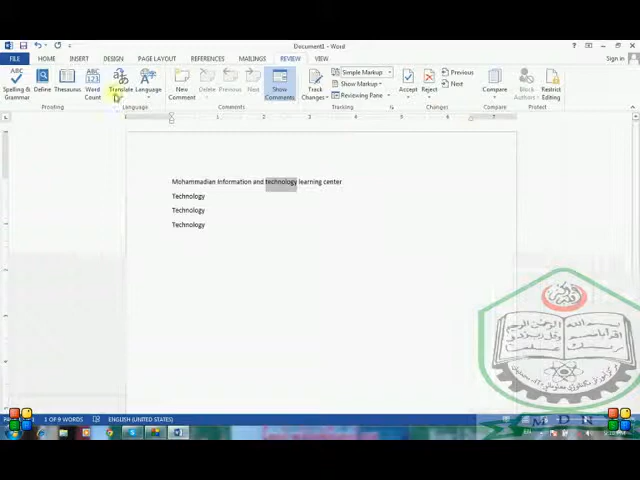 Document1 - Word
Sign in
FILE HOME INSERT DESIGN PAGE LAYOUT REFERENCES MAILINGS REVIEW VIEW
Spelling & Grammar
Define
Thesaurus
Word Count
Translate
Language
New Comment
Delete
Previous
Next
Show Comments
Track Changes
Simple Markup
Show Markup
Reviewing Pane
Accept
Reject
Previous
Next
Compare
Block Authors
Restrict Editing
Proofing
Language
Comments
Tracking
Changes
Compare
Protect
Mohammadian Information and technology learning center
Technology
Technology
Technology
1 OF 9 WORDS
ENGLISH (UNITED STATES)
M D N